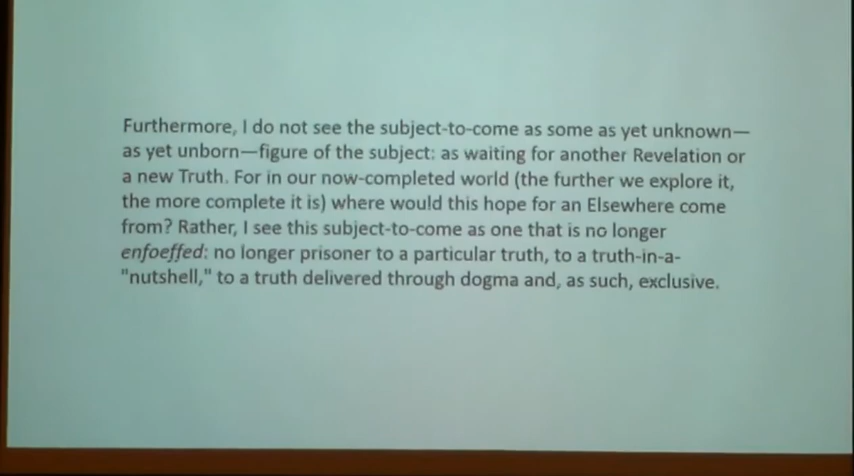 Furthermore, I do not see the subject-to-come as some as yet unknown—
as yet unborn—figure of the subject: as waiting for another Revelation or
a new Truth. For in our now-completed world (the further we explore it,
the more complete it is) where would this hope for an Elsewhere come
from? Rather, I see this subject-to-come as one that is no longer
enfoeffed: no longer prisoner to a particular truth, to a truth-in-a-
"nutshell," to a truth delivered through dogma and, as such, exclusive.